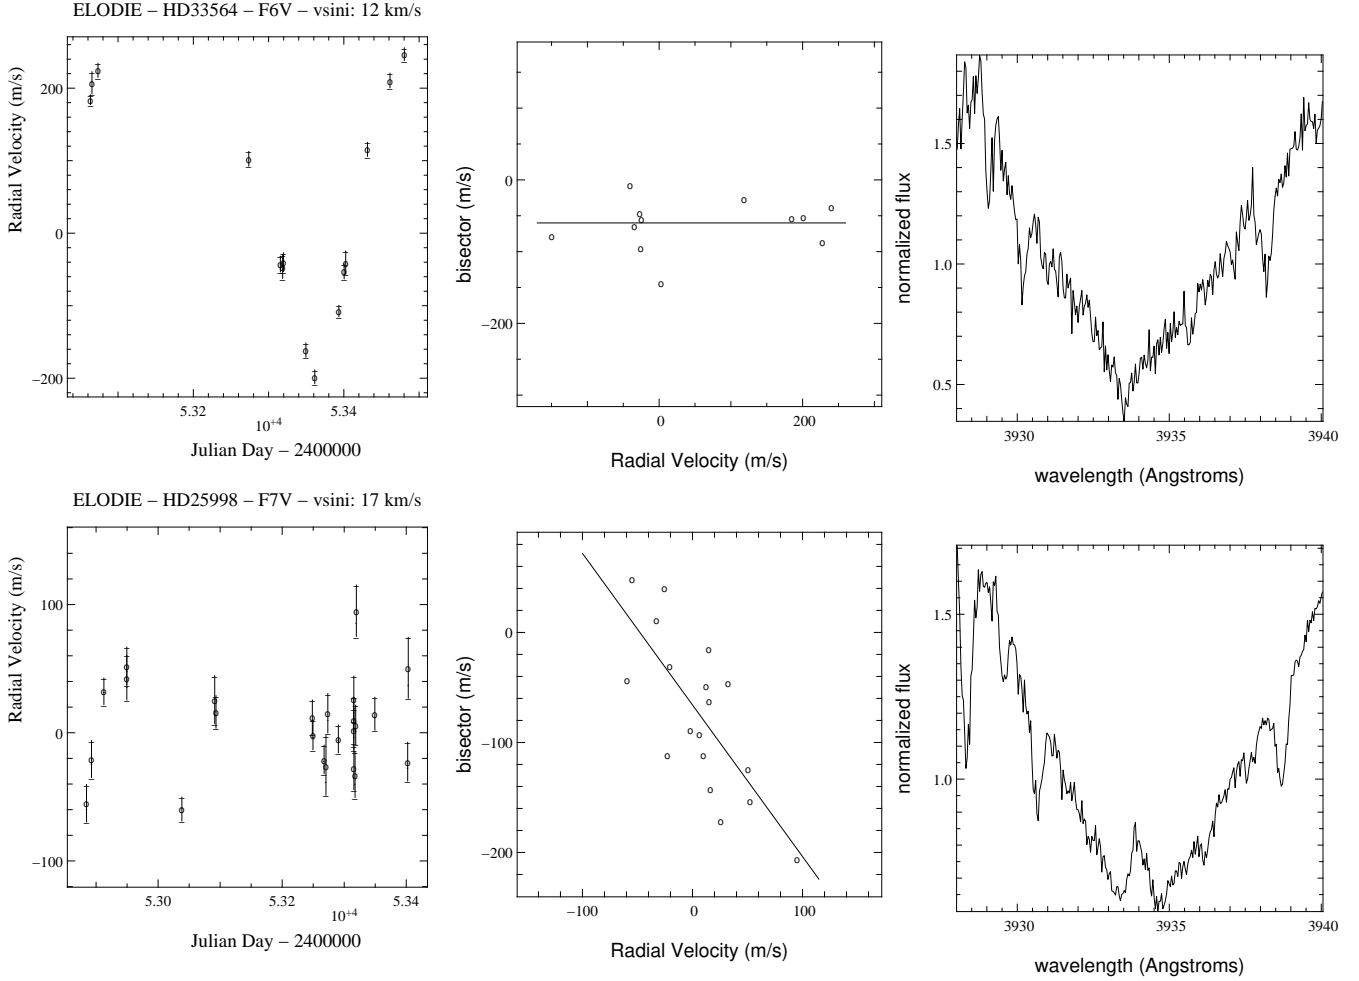 ELODIE – HD33564 – F6V – vsini: 12 km/s
Radial Velocity (m/s)
200
0
−200
5.32
5.34
10+4
Julian Day – 2400000
bisector (m/s)
0
−200
0
200
Radial Velocity (m/s)
normalized flux
1.5
1.0
0.5
3930
3935
3940
wavelength (Angstroms)
ELODIE – HD25998 – F7V – vsini: 17 km/s
Radial Velocity (m/s)
100
0
−100
5.30
5.32
5.34
10+4
Julian Day – 2400000
bisector (m/s)
0
−100
−200
−100
0
100
Radial Velocity (m/s)
normalized flux
1.5
1.0
3930
3935
3940
wavelength (Angstroms)